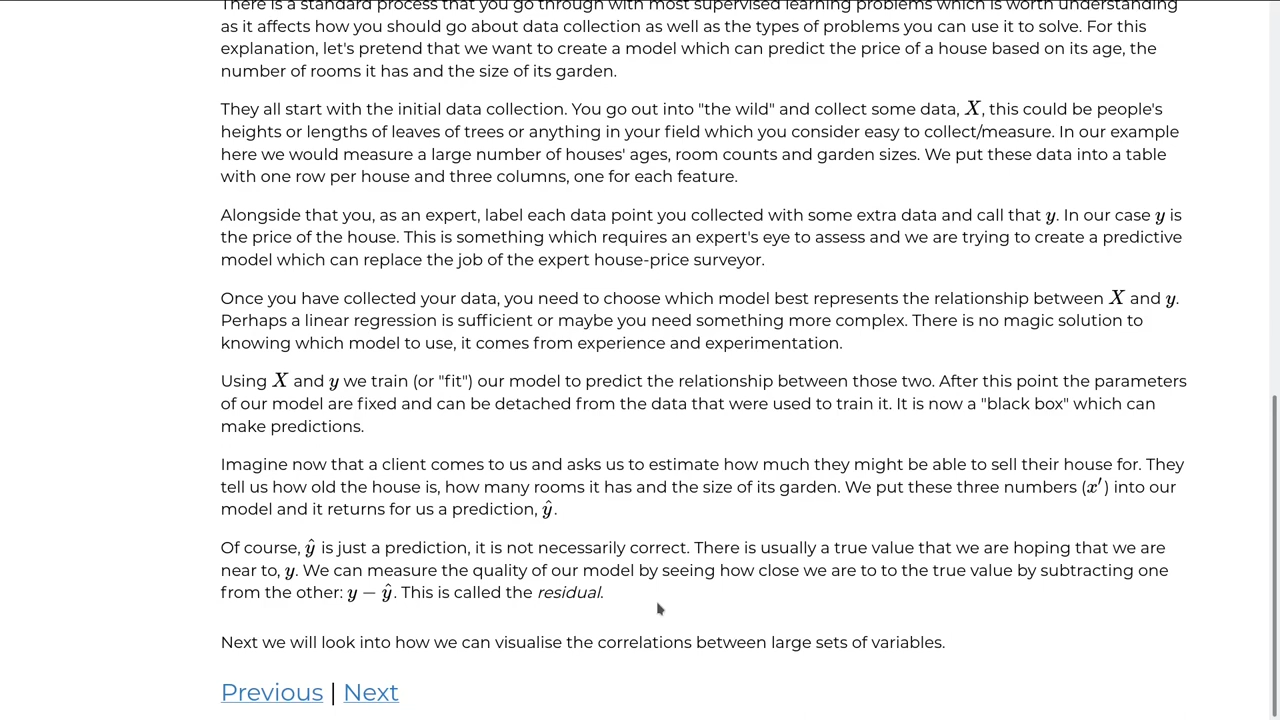 There is a standard process that you go through with most supervised learning problems which is worth understanding
as it affects how you should go about data collection as well as the types of problems you can use it to solve. For this
explanation, let's pretend that we want to create a model which can predict the price of a house based on its age, the
number of rooms it has and the size of its garden.
They all start with the initial data collection. You go out into "the wild" and collect some data, X, this could be people's
heights or lengths of leaves of trees or anything in your field which you consider easy to collect/measure. In our example
here we would measure a large number of houses' ages, room counts and garden sizes. We put these data into a table
with one row per house and three columns, one for each feature.
Alongside that you, as an expert, label each data point you collected with some extra data and call that y. In our case y is
the price of the house. This is something which requires an expert's eye to assess and we are trying to create a predictive
model which can replace the job of the expert house-price surveyor.
Once you have collected your data, you need to choose which model best represents the relationship between X and y.
Perhaps a linear regression is sufficient or maybe you need something more complex. There is no magic solution to
knowing which model to use, it comes from experience and experimentation.
Using X and y we train (or "fit") our model to predict the relationship between those two. After this point the parameters
of our model are fixed and can be detached from the data that were used to train it. It is now a "black box" which can
make predictions.
Imagine now that a client comes to us and asks us to estimate how much they might be able to sell their house for. They
tell us how old the house is, how many rooms it has and the size of its garden. We put these three numbers (x′) into our
model and it returns for us a prediction, ŷ.
Of course, ŷ is just a prediction, it is not necessarily correct. There is usually a true value that we are hoping that we are
near to, y. We can measure the quality of our model by seeing how close we are to to the true value by subtracting one
from the other: y − ŷ. This is called the residual.
Next we will look into how we can visualise the correlations between large sets of variables.
Previous | Next